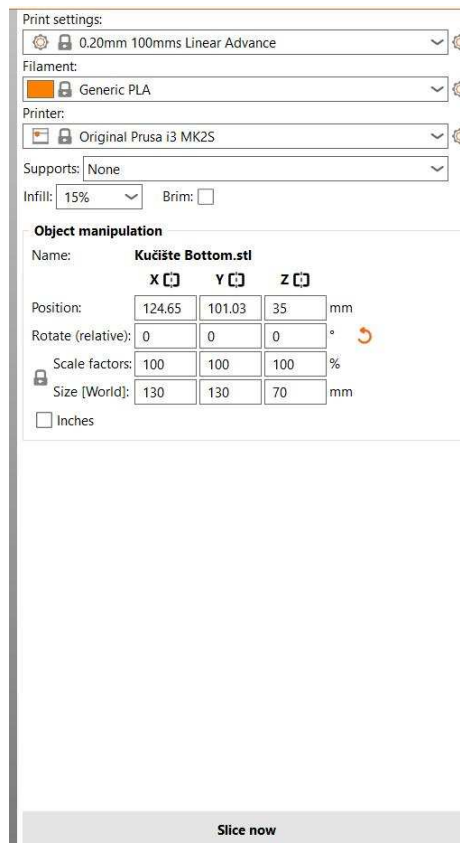 Print settings:
0.20mm 100mms Linear Advance
Filament:
Generic PLA
Printer:
Original Prusa i3 MK2S
Supports: None
Infill: 15% Brim:
Object manipulation
Name: Kučište Bottom.stl
X Y Z
Position: 124.65 101.03 35 mm
Rotate (relative): 0 0 0 °
Scale factors: 100 100 100 %
Size [World]: 130 130 70 mm
Inches
Slice now